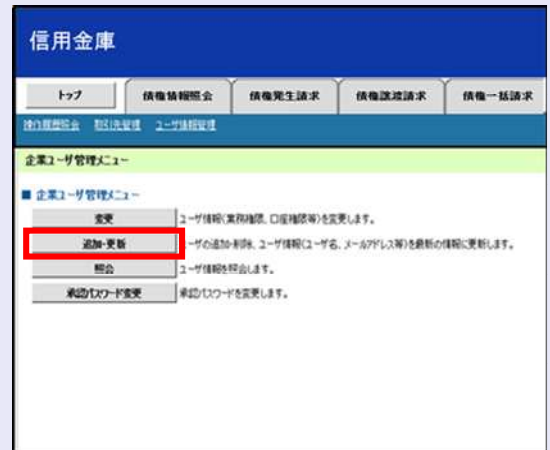 信用金庫
トップ 債権情報照会 債権発生請求 債権譲渡請求 債権一括請求
操作履歴照会 取引先管理 ユーザ情報管理
企業ユーザ管理メニュー
■ 企業ユーザ管理メニュー
変更 ユーザ情報(業務権限、口座権限等)を変更します。
追加・更新 ユーザの追加・削除、ユーザ情報(ユーザ名、メールアドレス等)を最新の情報に更新します。
照会 ユーザ情報を照会します。
承認パスワード変更 承認パスワードを変更します。